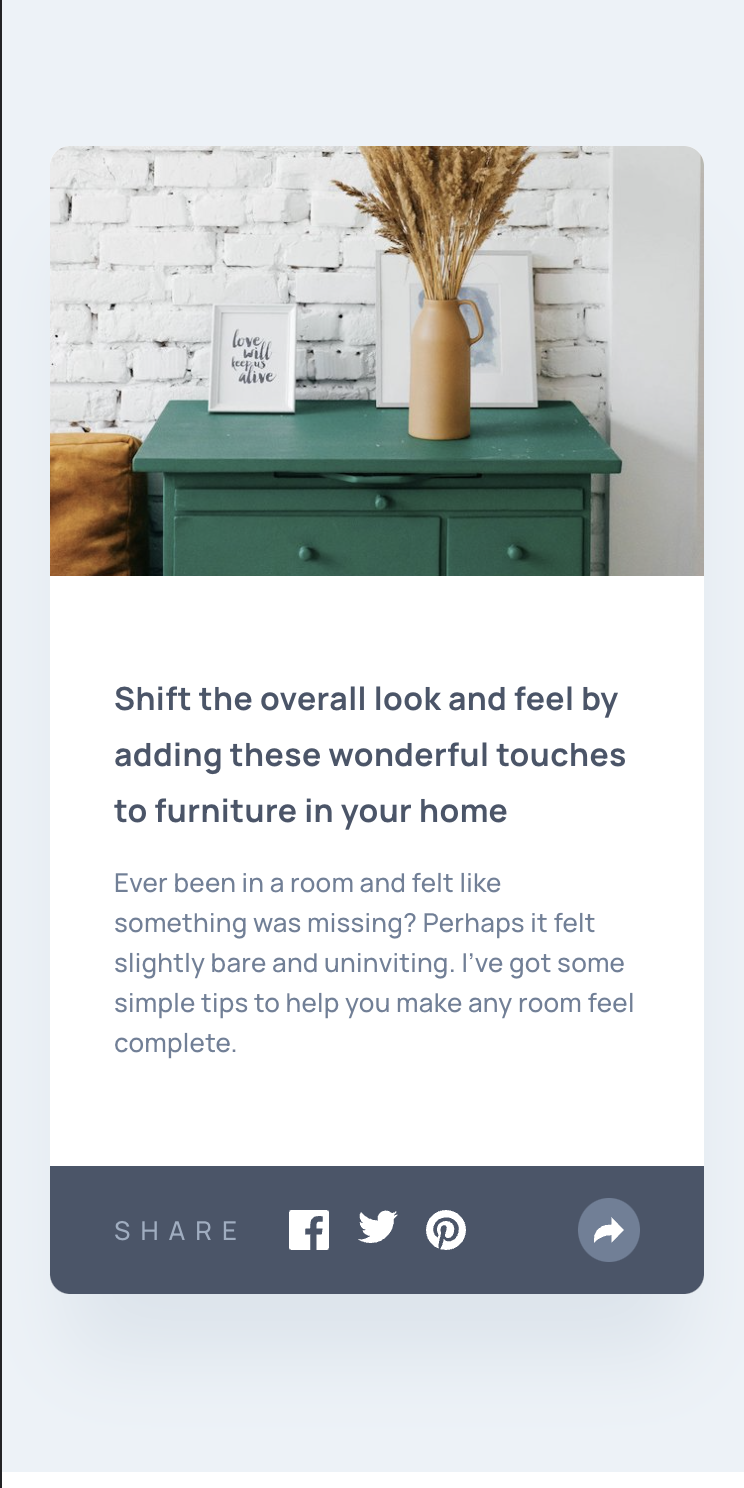 love
will
keep us
alive
Shift the overall look and feel by
adding these wonderful touches
to furniture in your home
Ever been in a room and felt like
something was missing? Perhaps it felt
slightly bare and uninviting. I’ve got some
simple tips to help you make any room feel
complete.
SHARE